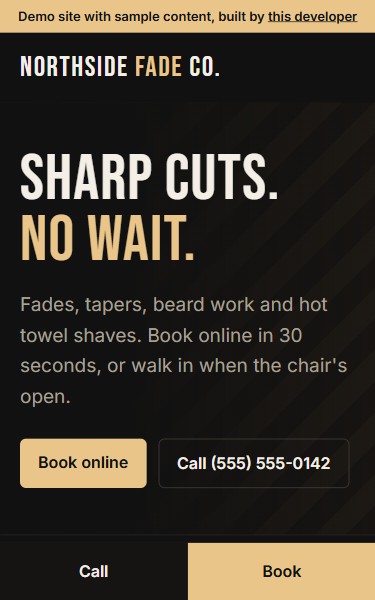 Demo site with sample content, built by this developer
NORTHSIDE FADE CO.
SHARP CUTS.
NO WAIT.
Fades, tapers, beard work and hot
towel shaves. Book online in 30
seconds, or walk in when the chair's
open.
Book online
Call (555) 555-0142
Call
Book